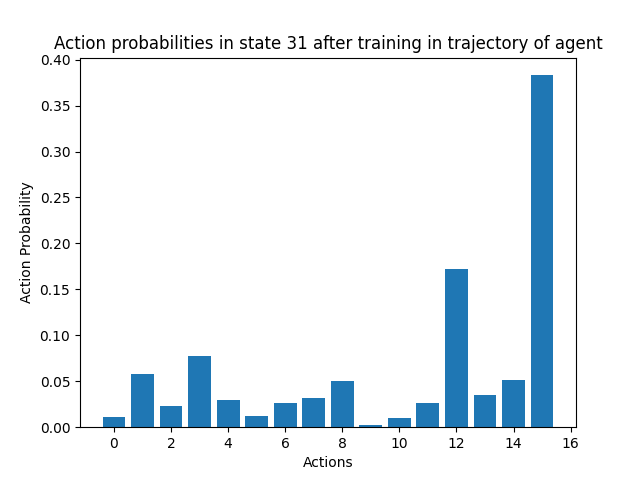 Action probabilities in state 31 after training in trajectory of agent
0.40
0.35
0.30
0.25
0.20
0.15
0.10
0.05
0.00
Action Probability
0 2 4 6 8 10 12 14 16
Actions